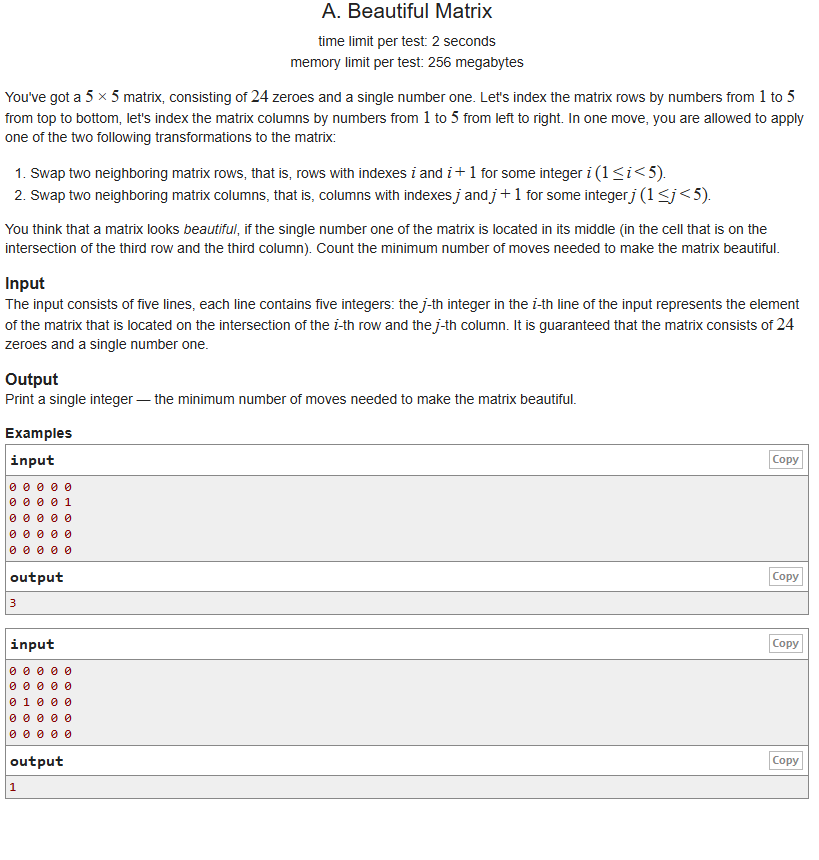 A. Beautiful Matrix
time limit per test: 2 seconds
memory limit per test: 256 megabytes
You've got a 5 × 5 matrix, consisting of 24 zeroes and a single number one. Let's index the matrix rows by numbers from 1 to 5
from top to bottom, let's index the matrix columns by numbers from 1 to 5 from left to right. In one move, you are allowed to apply
one of the two following transformations to the matrix:
1. Swap two neighboring matrix rows, that is, rows with indexes i and i + 1 for some integer i (1 ≤ i < 5).
2. Swap two neighboring matrix columns, that is, columns with indexes j and j + 1 for some integer j (1 ≤ j < 5).
You think that a matrix looks beautiful, if the single number one of the matrix is located in its middle (in the cell that is on the
intersection of the third row and the third column). Count the minimum number of moves needed to make the matrix beautiful.
Input
The input consists of five lines, each line contains five integers: the j-th integer in the i-th line of the input represents the element
of the matrix that is located on the intersection of the i-th row and the j-th column. It is guaranteed that the matrix consists of 24
zeroes and a single number one.
Output
Print a single integer — the minimum number of moves needed to make the matrix beautiful.
Examples
input Copy
0 0 0 0 0
0 0 0 0 1
0 0 0 0 0
0 0 0 0 0
0 0 0 0 0
output Copy
3
input Copy
0 0 0 0 0
0 0 0 0 0
0 1 0 0 0
0 0 0 0 0
0 0 0 0 0
output Copy
1